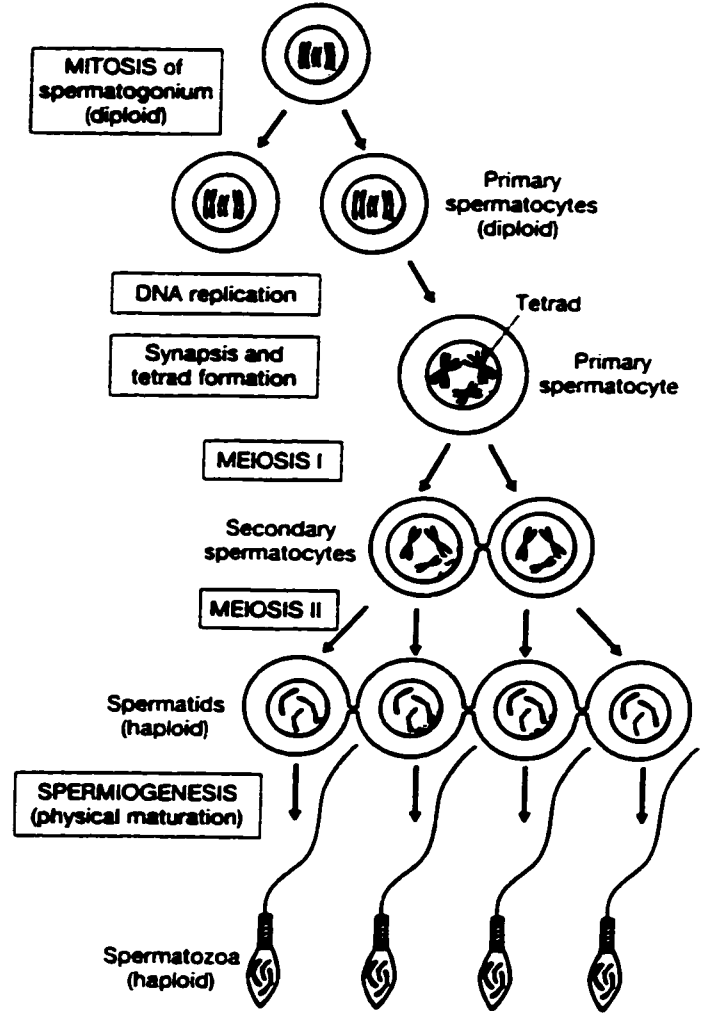 MITOSIS of
spermatogonium
(diploid)
Primary
spermatocytes
(diploid)
DNA replication
Tetrad
Synapsis and
tetrad formation
Primary
spermatocyte
MEIOSIS I
Secondary
spermatocytes
MEIOSIS II
Spermatids
(haploid)
SPERMIOGENESIS
(physical maturation)
Spermatozoa
(haploid)